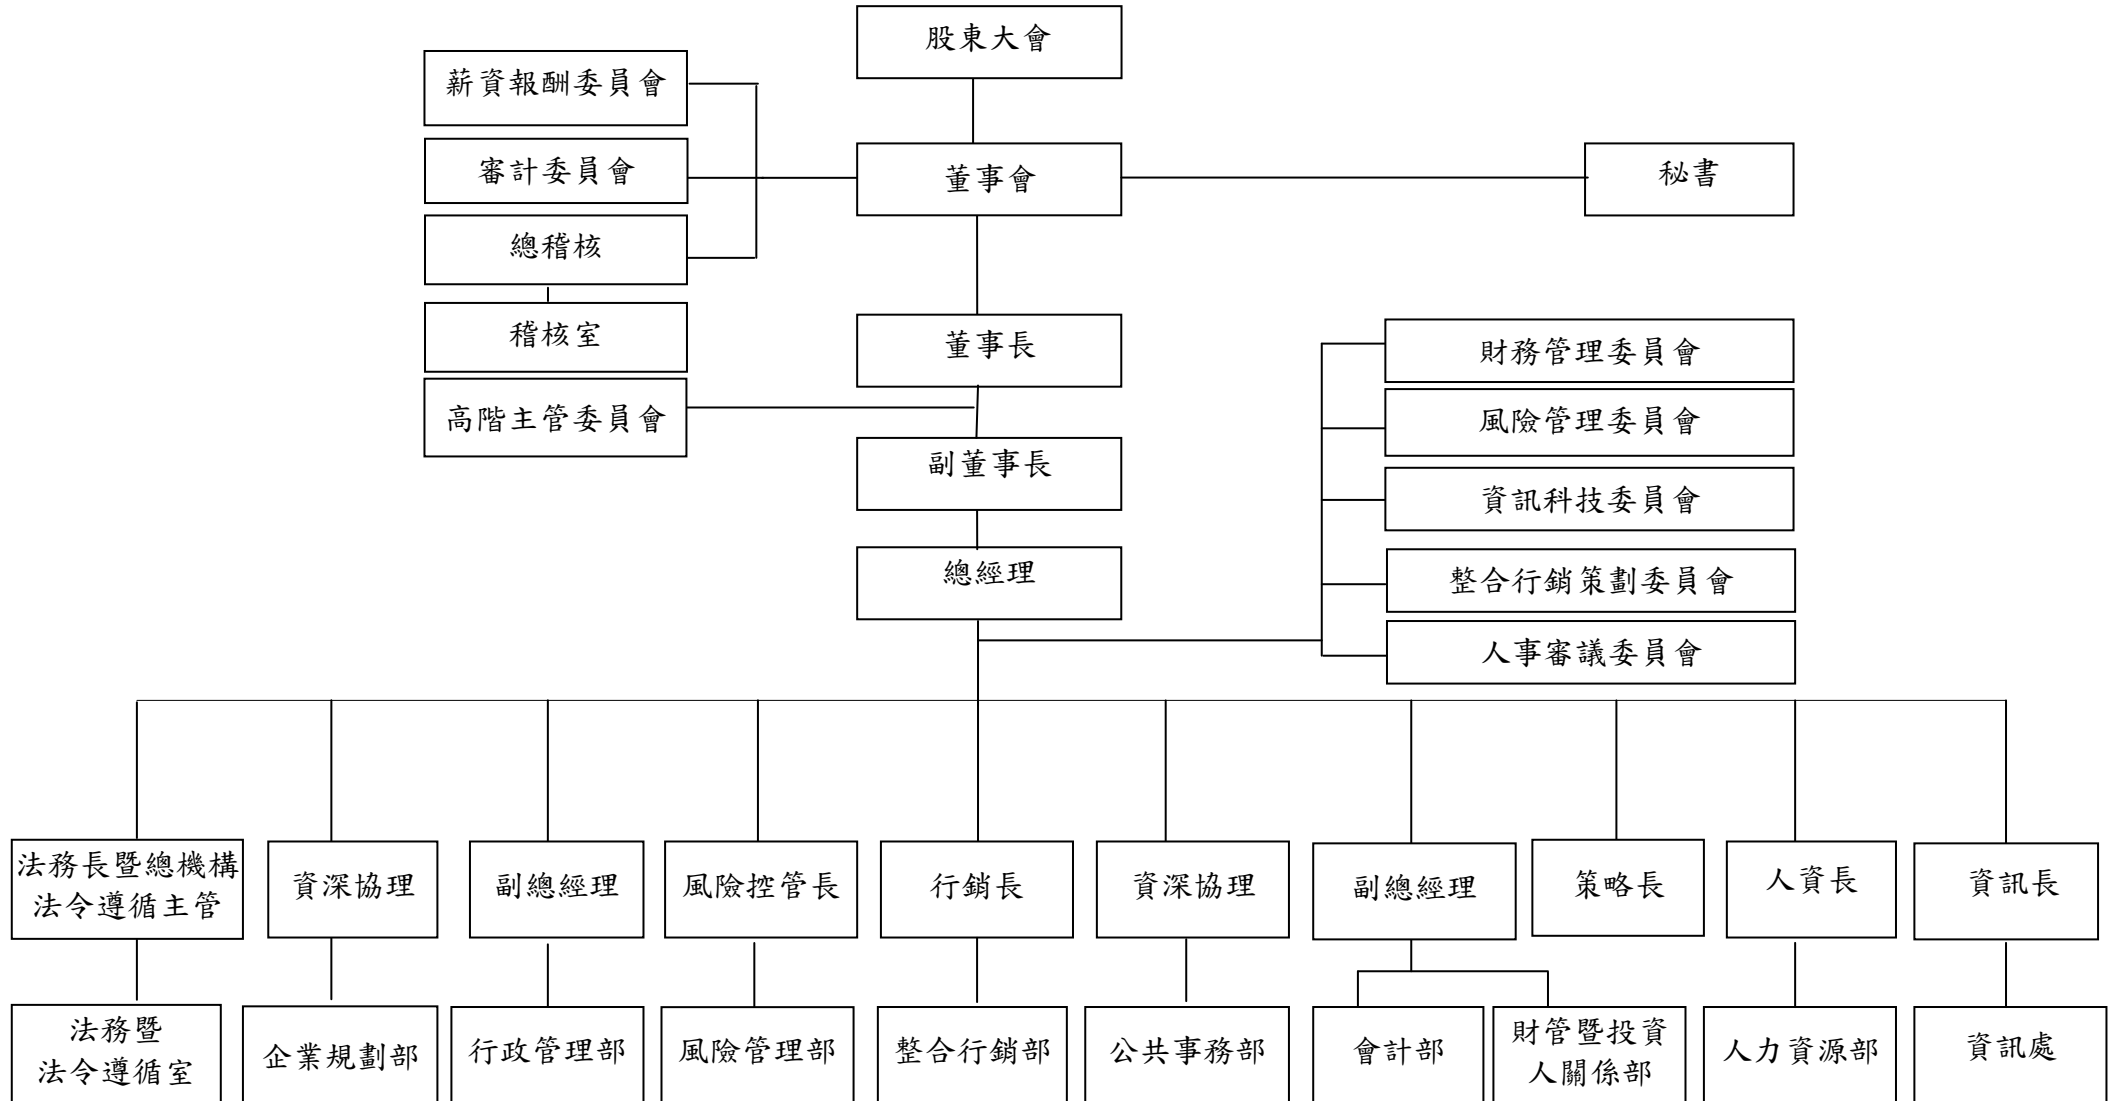 股東大會
薪資報酬委員會
審計委員會
董事會
秘書
總稽核
稽核室
董事長
財務管理委員會
高階主管委員會
風險管理委員會
副董事長
資訊科技委員會
總經理
整合行銷策劃委員會
人事審議委員會
法務長暨總機構
法令遵循主管
資深協理
副總經理
風險控管長
行銷長
資深協理
副總經理
策略長
人資長
資訊長
法務暨
法令遵循室
企業規劃部
行政管理部
風險管理部
整合行銷部
公共事務部
會計部
財管暨投資
人關係部
人力資源部
資訊處